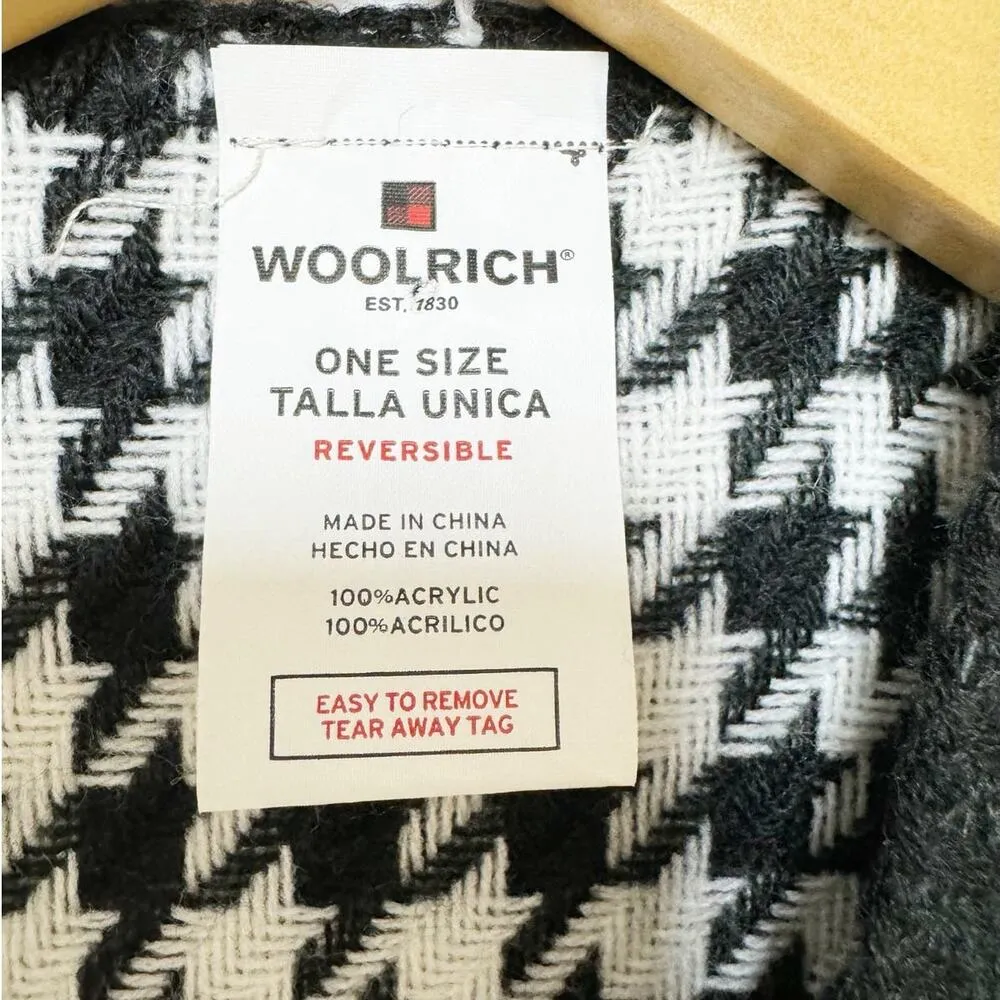 WOOLRICH®
EST. 1830
ONE SIZE
TALLA UNICA
REVERSIBLE
MADE IN CHINA
HECHO EN CHINA
100%ACRYLIC
100%ACRILICO
EASY TO REMOVE
TEAR AWAY TAG